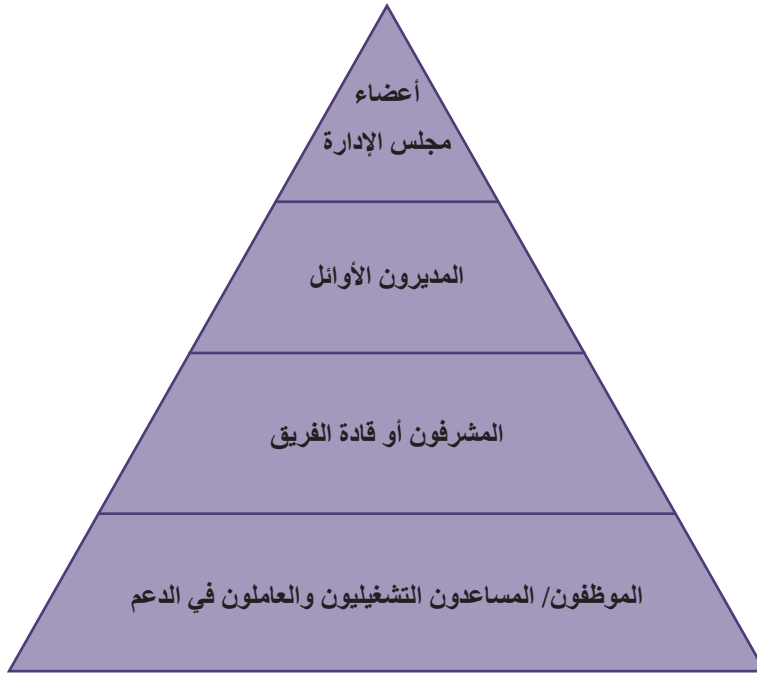 أعضاء
مجلس الإدارة
المديرون الأوائل
المشرفون أو قادة الفريق
الموظفون/ المساعدون التشغيليون والعاملون في الدعم